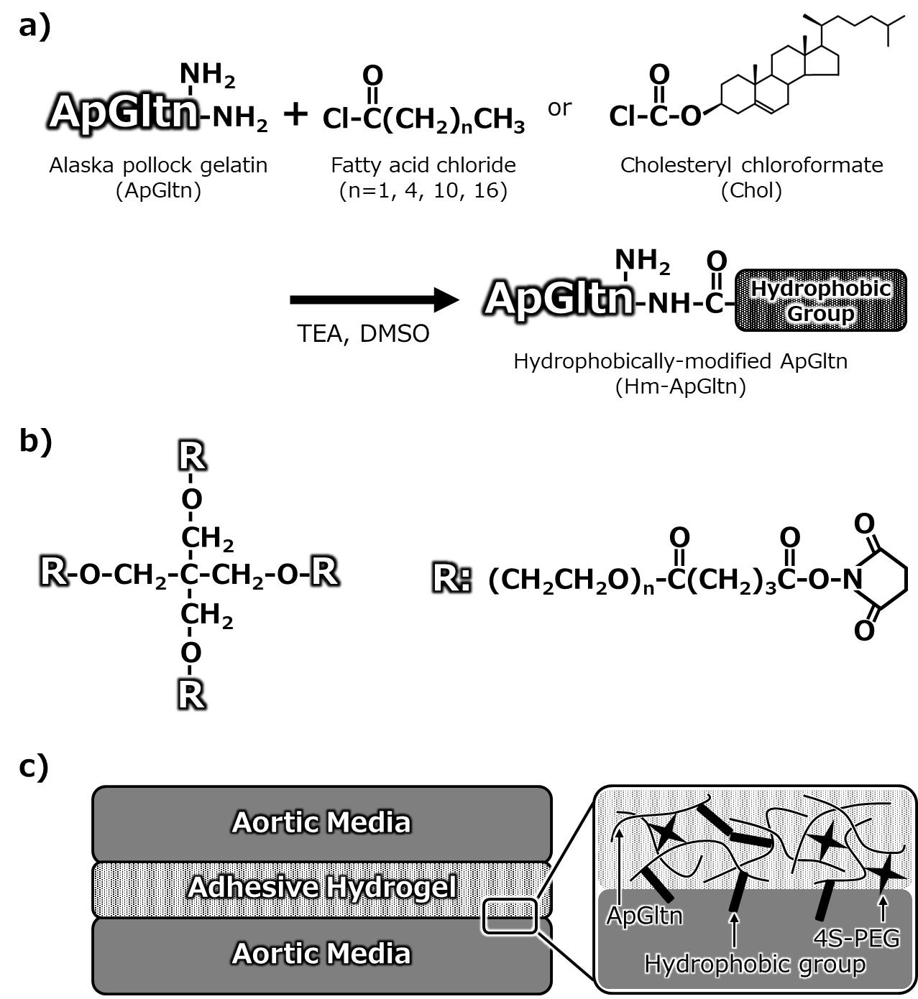 a)
NH2
ApGltn-NH2 + Cl-C(CH2)nCH3 or Cl-C-O
O
O
Alaska pollock gelatin
(ApGltn)
Fatty acid chloride
(n=1, 4, 10, 16)
Cholesteryl chloroformate
(Chol)
TEA, DMSO
NH2
O
ApGltn-NH-C-
Hydrophobic
Group
Hydrophobically-modified ApGltn
(Hm-ApGltn)
b)
R
O
CH2
R-O-CH2-C-CH2-O-R
CH2
O
R
O
O
O
R: (CH2CH2O)n-C(CH2)3C-O-N
O
c)
Aortic Media
Adhesive Hydrogel
Aortic Media
ApGltn
4S-PEG
Hydrophobic group